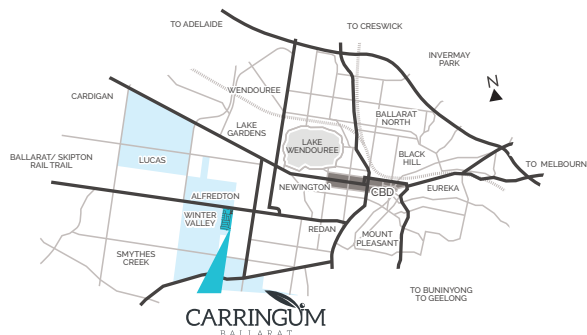 TO ADELAIDE
TO CRESWICK
INVERMAY
PARK
N
CARDIGAN
WENDOUREE
LAKE
GARDENS
BALLARAT
NORTH
LAKE
WENDOUREE
BLACK
HILL
BALLARAT/ SKIPTON
RAIL TRAIL
LUCAS
TO MELBOURN
NEWINGTON
CBD
EUREKA
ALFREDTON
WINTER
VALLEY
REDAN
MOUNT
PLEASANT
SMYTHES
CREEK
TO BUNINYONG
TO GEELONG
CARRINGUM
BALLARAT